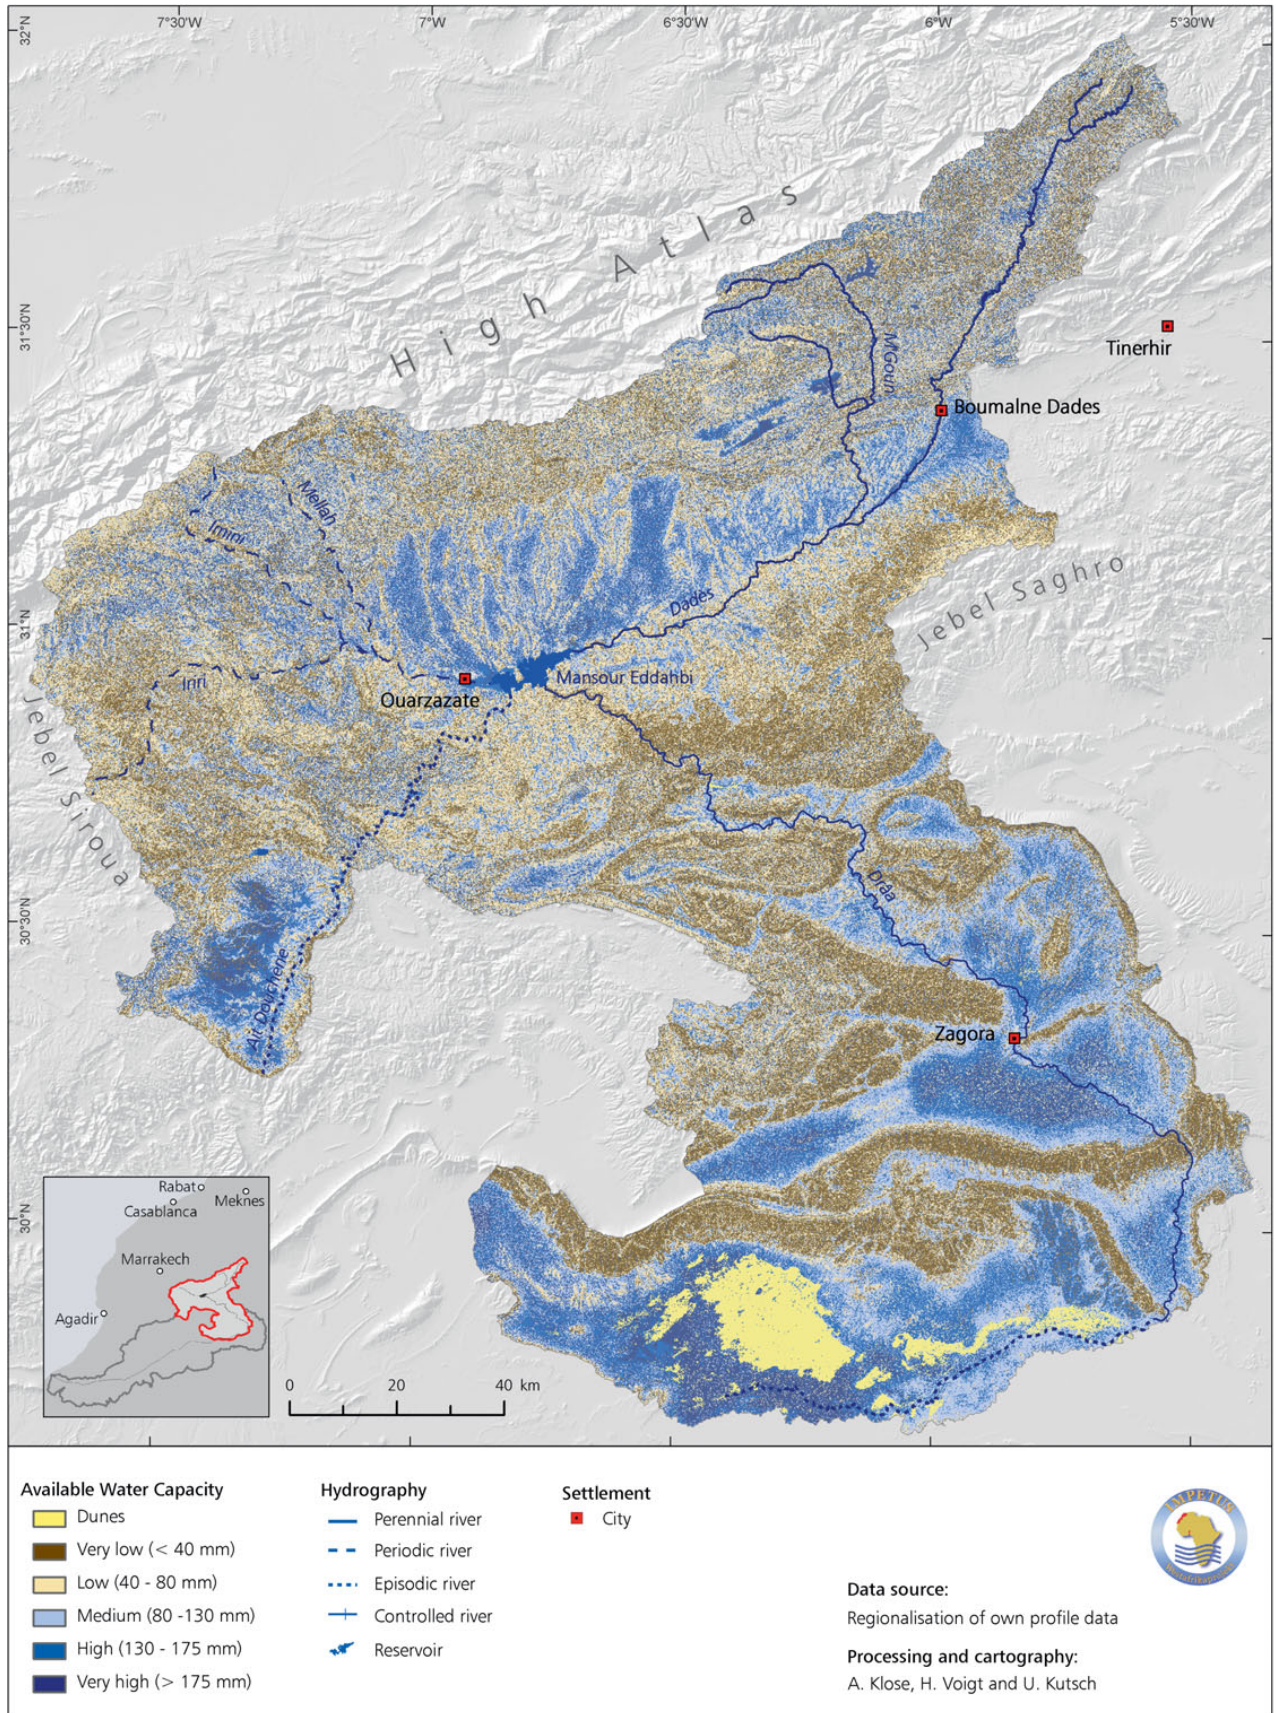 7°30'W
7°W
6°30'W
6°W
5°30'W
32°N
31°30'N
31°N
30°30'N
30°N
High Atlas
Tinerhir
M'Goun
Boumalne Dades
Mellah
Imini
Jebel Saghro
Dades
Inri
Mansour Eddahbi
Ouarzazate
Jebel Siroua
Drâa
Aït Douchene
Zagora
Rabat
Meknes
Casablanca
Marrakech
Agadir
0 20 40 km
Available Water Capacity
Dunes
Very low (< 40 mm)
Low (40 - 80 mm)
Medium (80 -130 mm)
High (130 - 175 mm)
Very high (> 175 mm)
Hydrography
Perennial river
Periodic river
Episodic river
Controlled river
Reservoir
Settlement
City
IMPETUS
Data source:
Regionalisation of own profile data
Processing and cartography:
A. Klose, H. Voigt and U. Kutsch